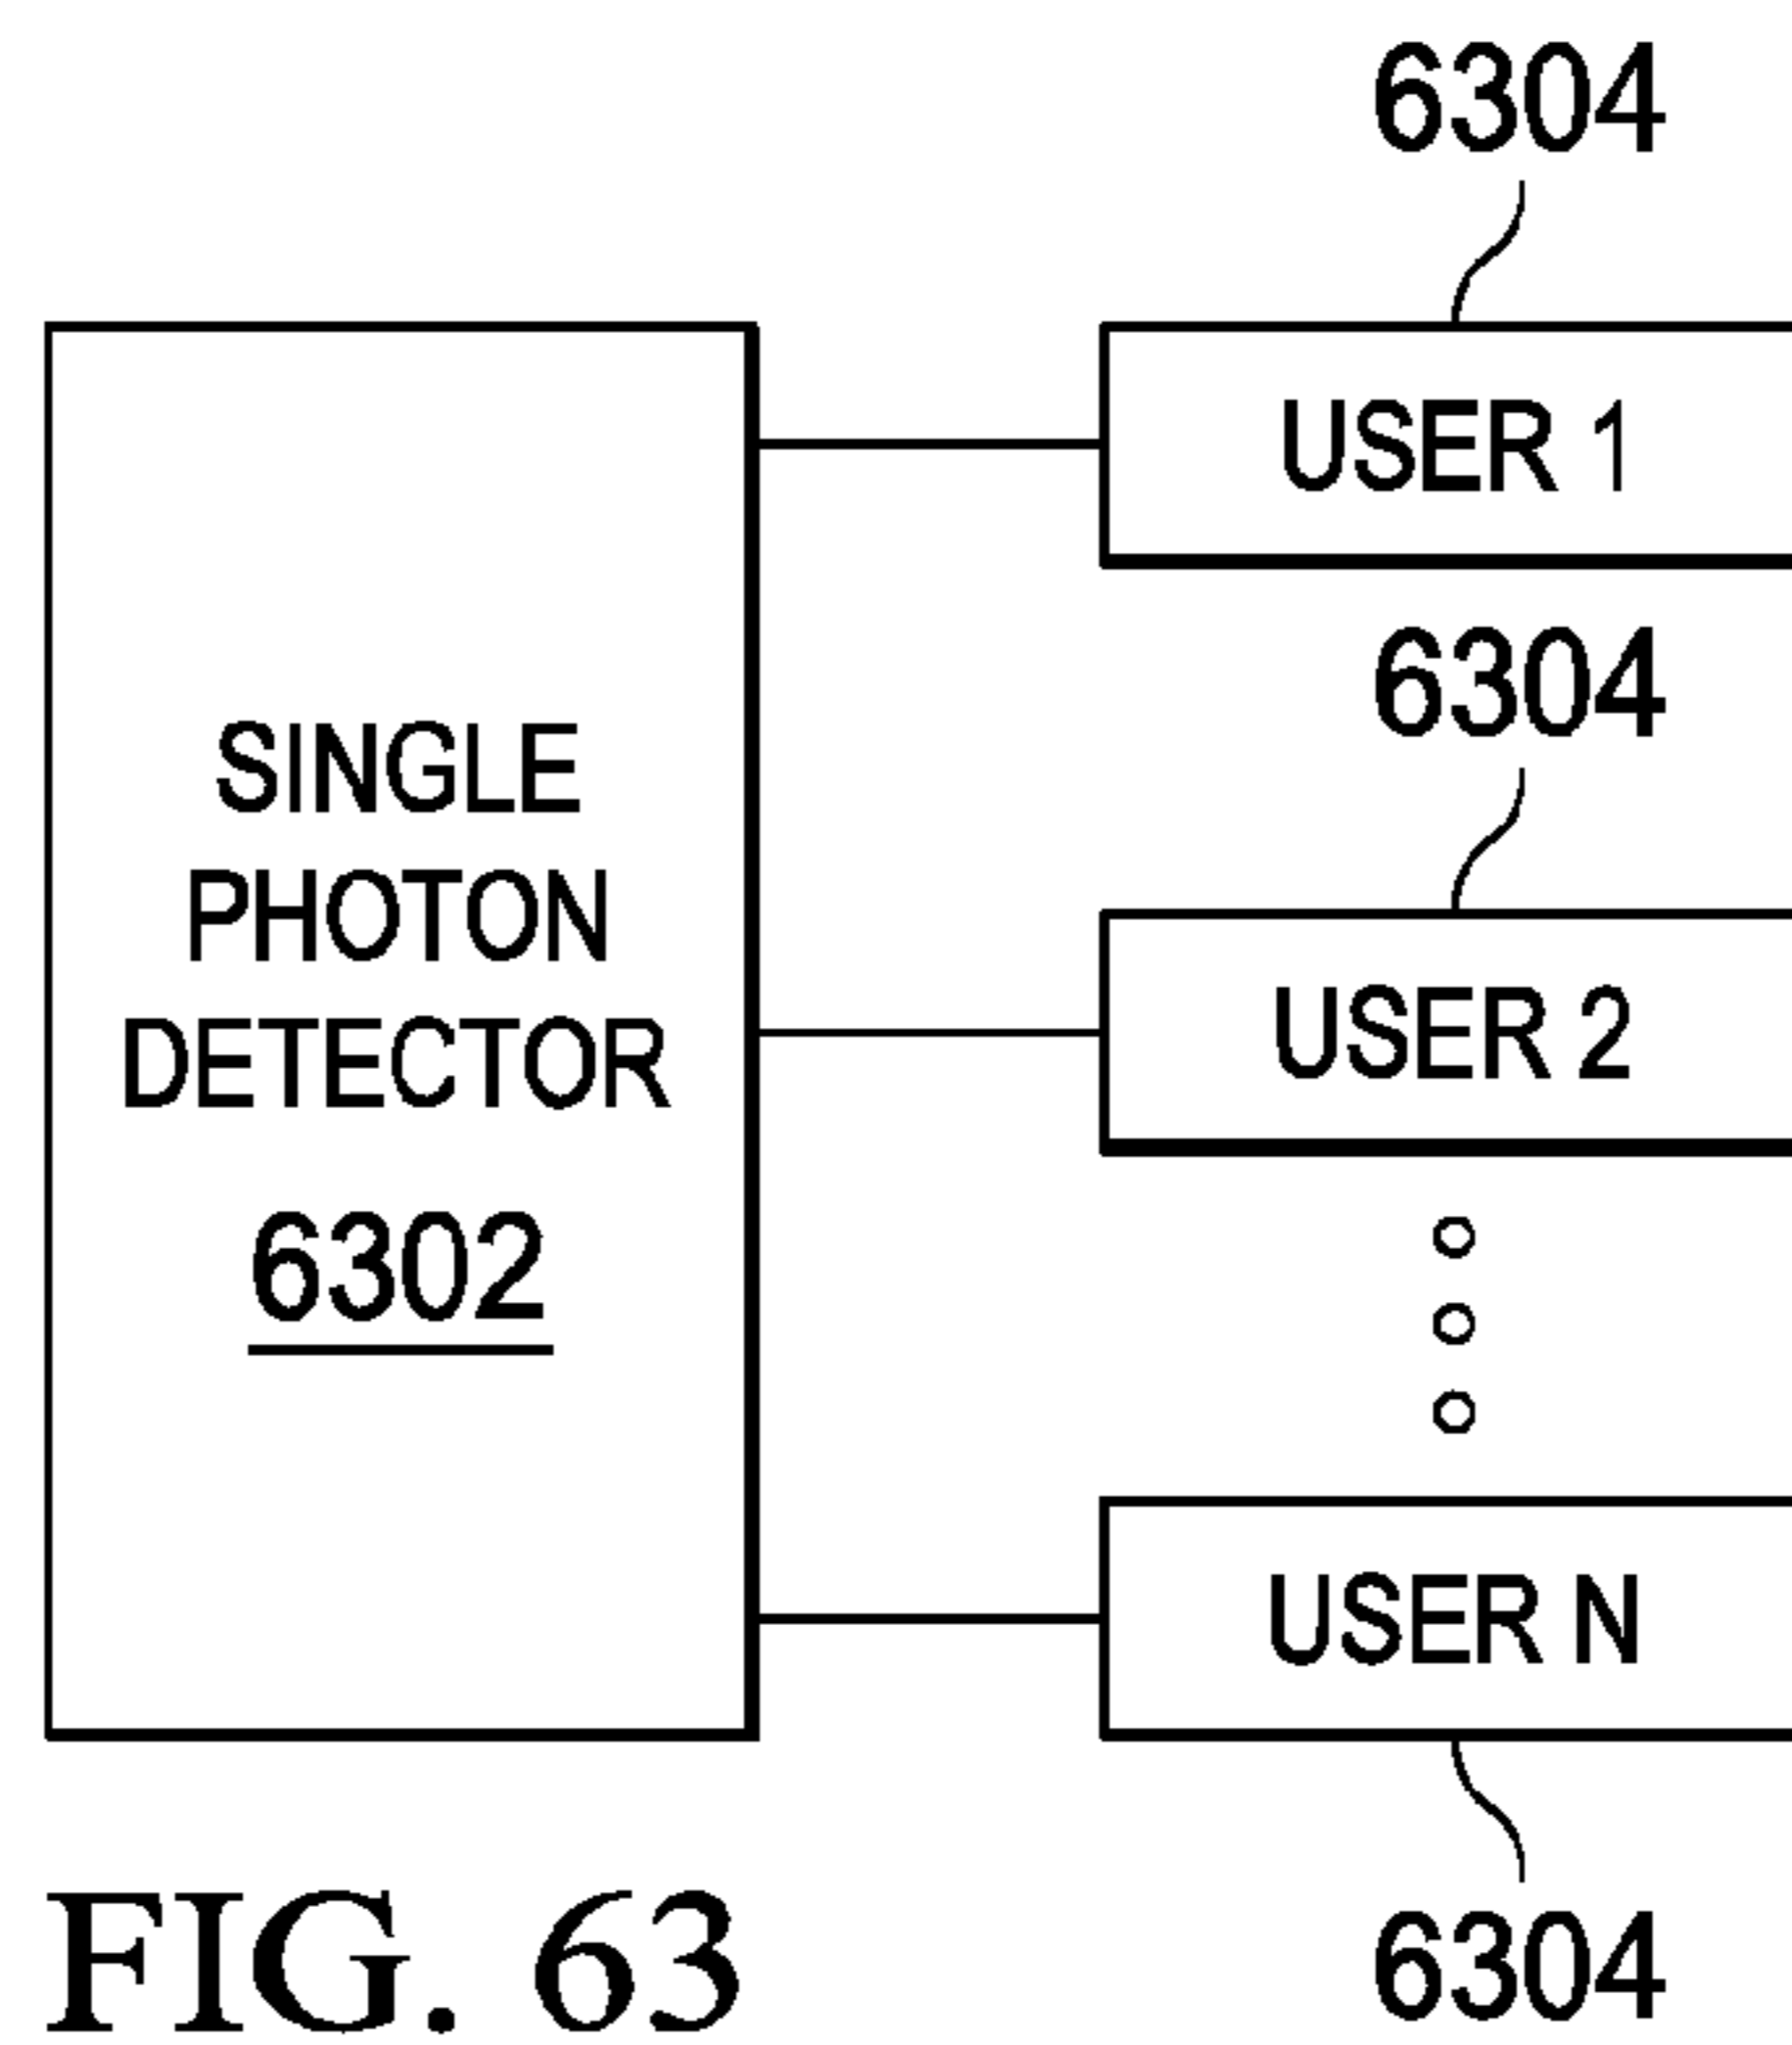 6304
USER 1
6304
SINGLE
PHOTON
DETECTOR
6302
USER 2
USER N
6304
FIG. 63